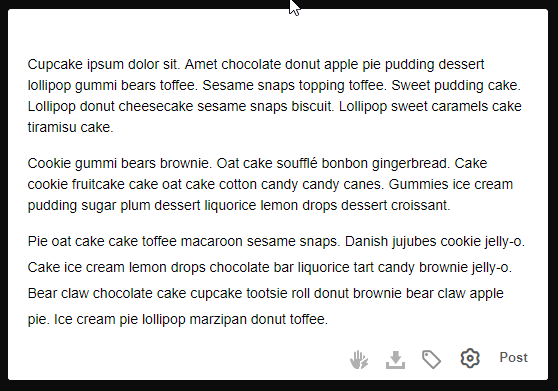 Cupcake ipsum dolor sit. Amet chocolate donut apple pie pudding dessert
lollipop gummi bears toffee. Sesame snaps topping toffee. Sweet pudding cake.
Lollipop donut cheesecake sesame snaps biscuit. Lollipop sweet caramels cake
tiramisu cake.
Cookie gummi bears brownie. Oat cake soufflé bonbon gingerbread. Cake
cookie fruitcake cake oat cake cotton candy candy canes. Gummies ice cream
pudding sugar plum dessert liquorice lemon drops dessert croissant.
Pie oat cake cake toffee macaroon sesame snaps. Danish jujubes cookie jelly-o.
Cake ice cream lemon drops chocolate bar liquorice tart candy brownie jelly-o.
Bear claw chocolate cake cupcake tootsie roll donut brownie bear claw apple
pie. Ice cream pie lollipop marzipan donut toffee.
Post